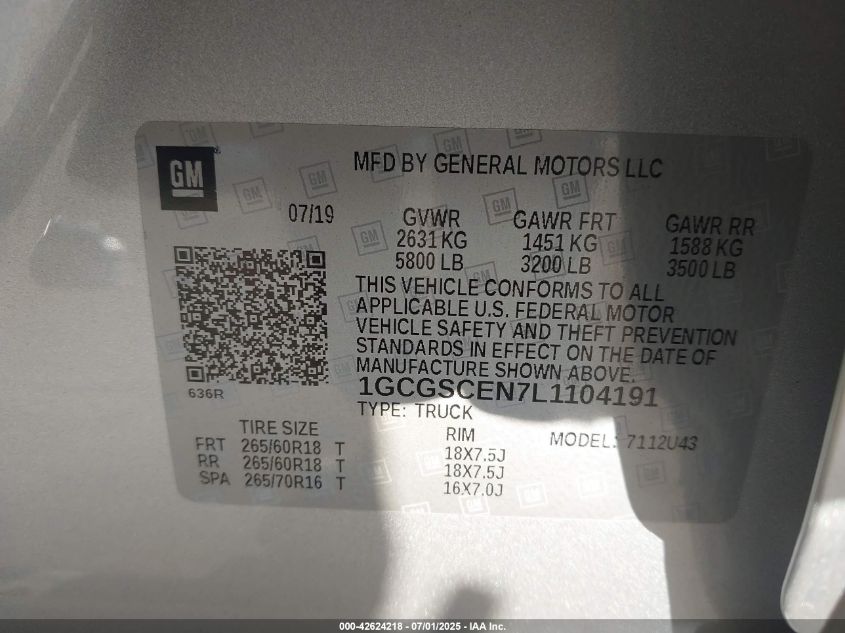 GM
MFD BY GENERAL MOTORS LLC
07/19
GVWR GAWR FRT GAWR RR
2631 KG 1451 KG 1588 KG
5800 LB 3200 LB 3500 LB
THIS VEHICLE CONFORMS TO ALL
APPLICABLE U.S. FEDERAL MOTOR
VEHICLE SAFETY AND THEFT PREVENTION
STANDARDS IN EFFECT ON THE DATE OF
MANUFACTURE SHOWN ABOVE.
636R
1GCGSCEN7L1104191
TYPE: TRUCK
TIRE SIZE RIM MODEL: 7112U43
FRT 265/60R18 T 18X7.5J
RR 265/60R18 T 18X7.5J
SPA 265/70R16 T 16X7.0J
000-42624218 - 07/01/2025 - IAA Inc.